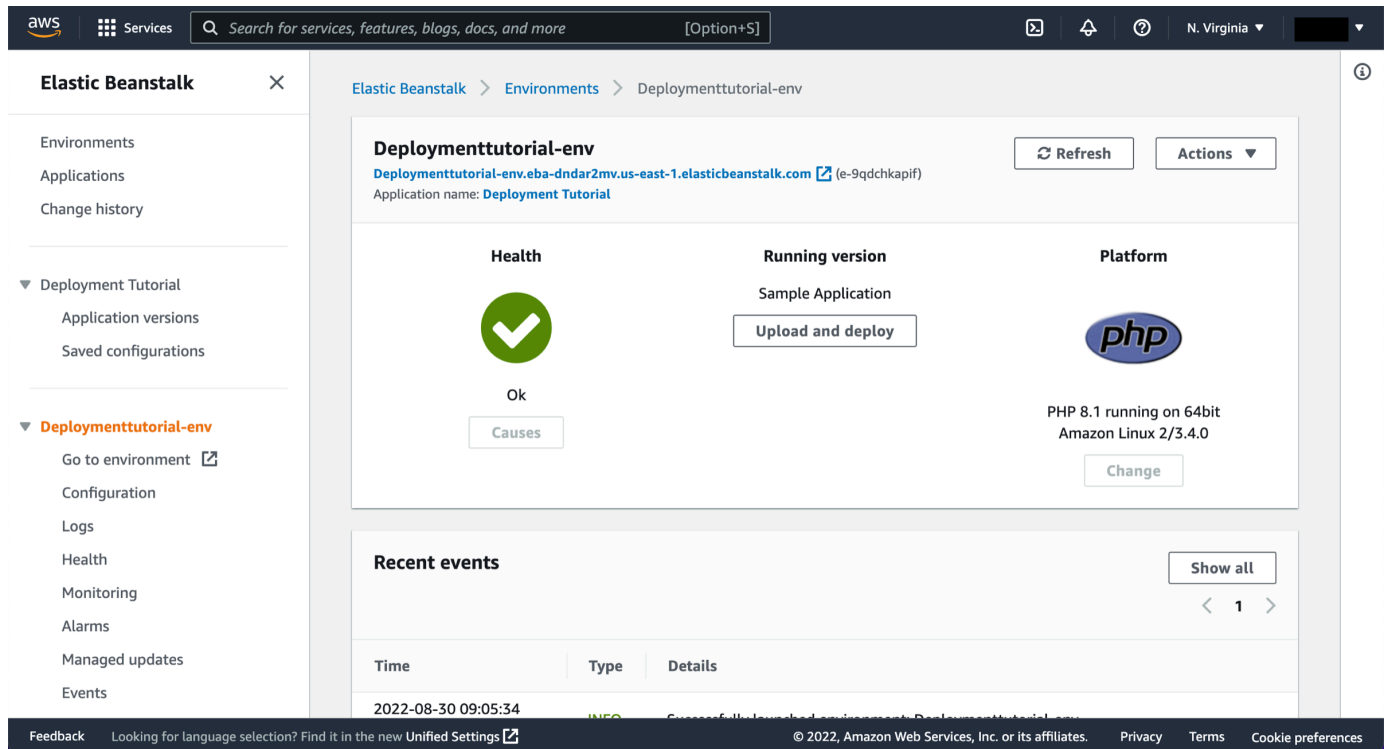 aws
Services
Search for services, features, blogs, docs, and more [Option+S]
N. Virginia
Elastic Beanstalk
Environments
Applications
Change history
Deployment Tutorial
Application versions
Saved configurations
Deploymenttutorial-env
Go to environment
Configuration
Logs
Health
Monitoring
Alarms
Managed updates
Events
Elastic Beanstalk > Environments > Deploymenttutorial-env
Deploymenttutorial-env
Deploymenttutorial-env.eba-dndar2mv.us-east-1.elasticbeanstalk.com (e-9qdchkapif)
Application name: Deployment Tutorial
Refresh
Actions
Health
Ok
Causes
Running version
Sample Application
Upload and deploy
Platform
php
PHP 8.1 running on 64bit
Amazon Linux 2/3.4.0
Change
Recent events
Show all
1
Time Type Details
2022-08-30 09:05:34 INFO Successfully launched environment: Deploymenttutorial-env
Feedback Looking for language selection? Find it in the new Unified Settings
© 2022, Amazon Web Services, Inc. or its affiliates. Privacy Terms Cookie preferences